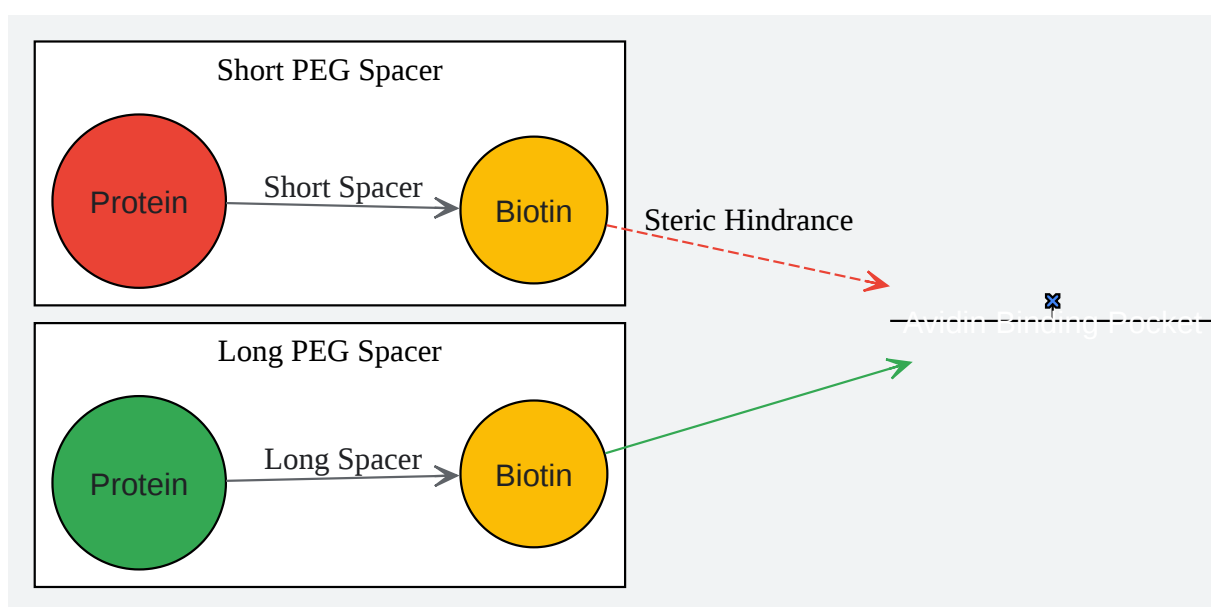 Short PEG Spacer
Protein
Short Spacer
Biotin
Steric Hindrance
Avidin Binding Pocket
Long PEG Spacer
Protein
Long Spacer
Biotin